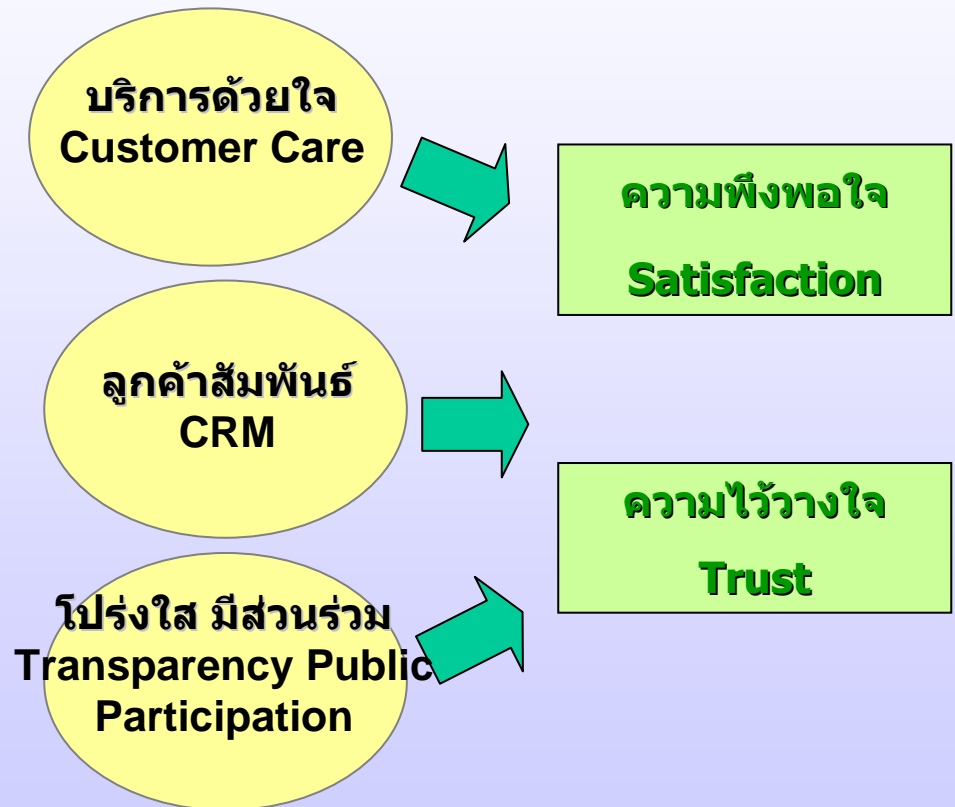 บริการด้วยใจ
Customer Care
ความพึงพอใจ
Satisfaction
ลูกค้าสัมพันธ์
CRM
ความไว้วางใจ
Trust
โปร่งใส มีส่วนร่วม
Transparency Public
Participation